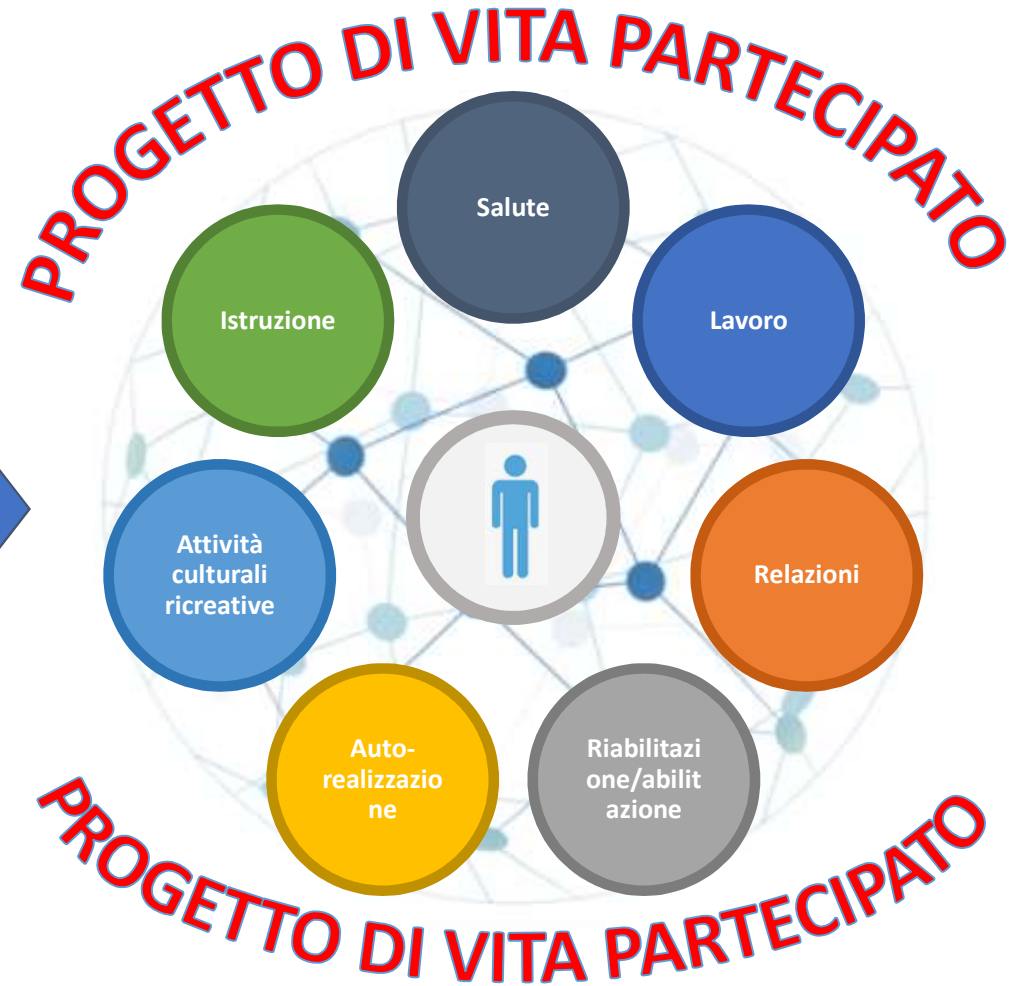 PROGETTO DI VITA PARTECIPATO
Salute
Istruzione
Lavoro
Attività
culturali
ricreative
Relazioni
Auto-
realizzazio
ne
Riabilitazi
one/abilit
azione
PROGETTO DI VITA PARTECIPATO